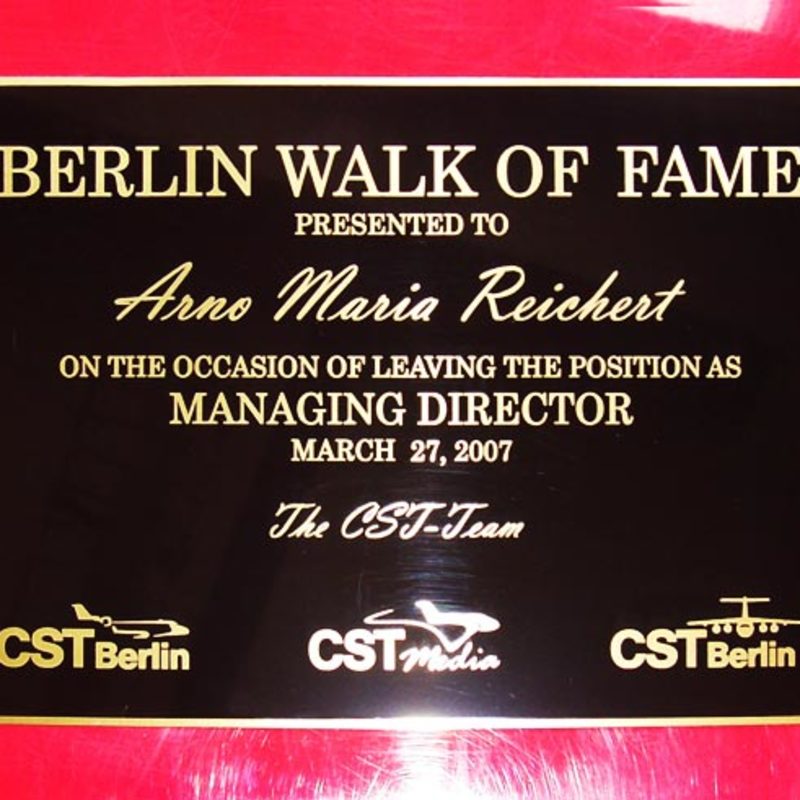 BERLIN WALK OF FAME
PRESENTED TO
Arno Maria Reichert
ON THE OCCASION OF LEAVING THE POSITION AS
MANAGING DIRECTOR
MARCH 27, 2007
The CST-Team
CST Berlin
CST Media
CST Berlin